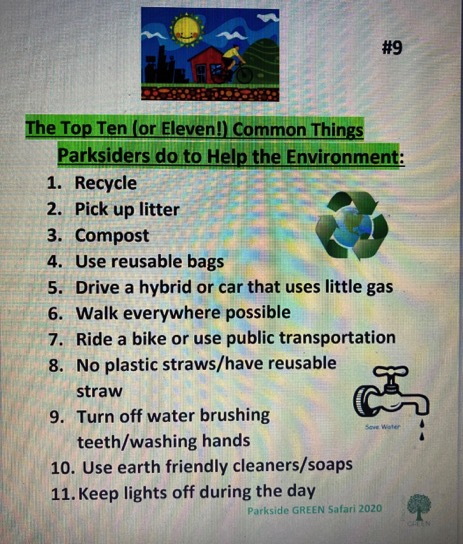 #9
The Top Ten (or Eleven!) Common Things
Parksiders do to Help the Environment:
1. Recycle
2. Pick up litter
3. Compost
4. Use reusable bags
5. Drive a hybrid or car that uses little gas
6. Walk everywhere possible
7. Ride a bike or use public transportation
8. No plastic straws/have reusable
straw
Save Water
9. Turn off water brushing
teeth/washing hands
10. Use earth friendly cleaners/soaps
11. Keep lights off during the day
Parkside GREEN Safari 2020
GREEN